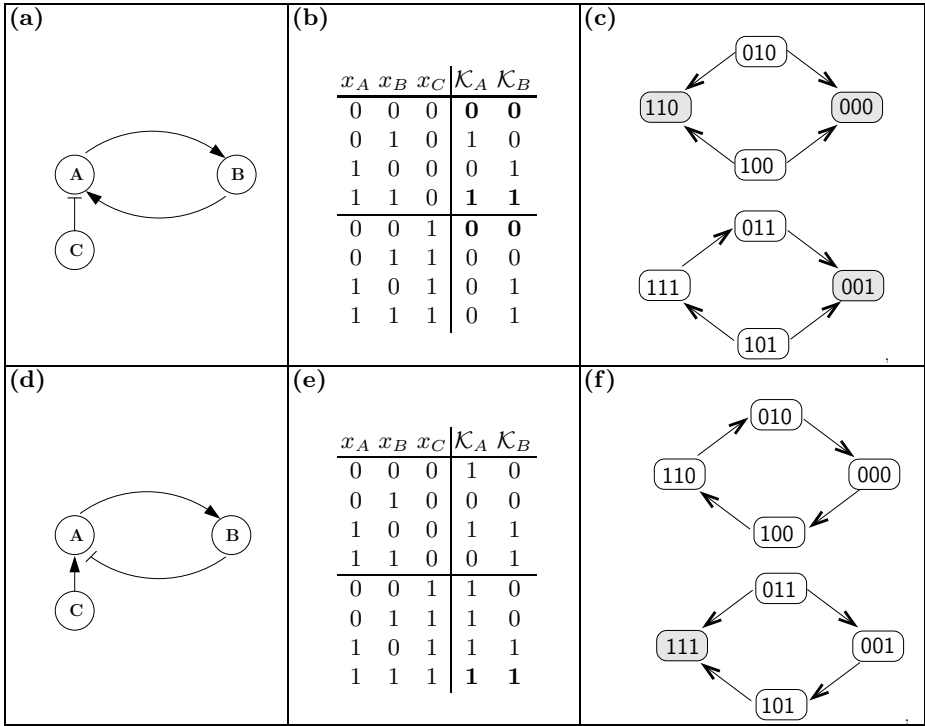 (a)
A
B
C
(b)
x_A x_B x_C K_A K_B
0 0 0 0 0
0 1 0 1 0
1 0 0 0 1
1 1 0 1 1
0 0 1 0 0
0 1 1 0 0
1 0 1 0 1
1 1 1 0 1
(c)
010
110
000
100
011
111
001
101
,
(d)
A
B
C
(e)
x_A x_B x_C K_A K_B
0 0 0 1 0
0 1 0 0 0
1 0 0 1 1
1 1 0 0 1
0 0 1 1 0
0 1 1 1 0
1 0 1 1 1
1 1 1 1 1
(f)
010
110
000
100
011
111
001
101
,